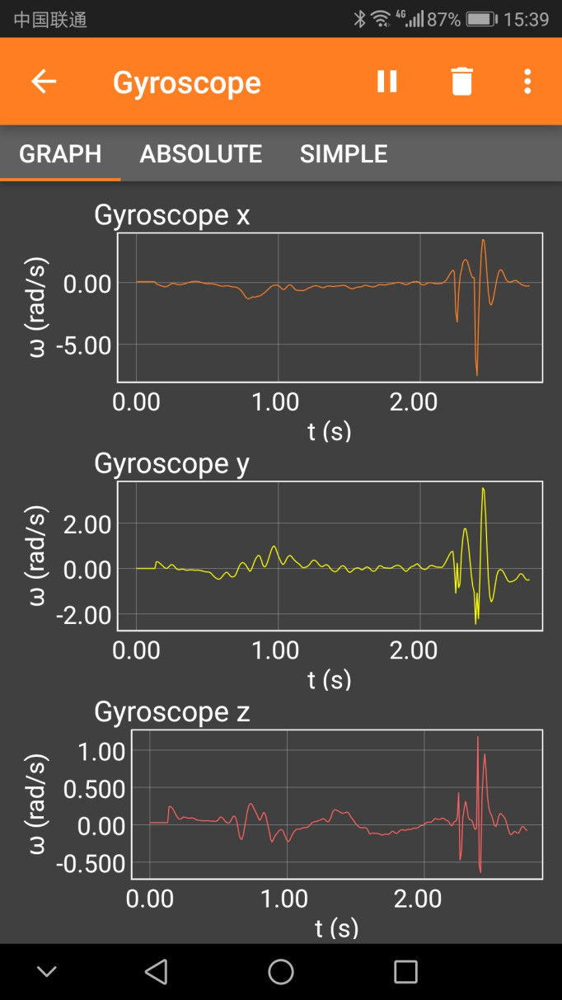 中国联通 4G 87% 15:39
Gyroscope
GRAPH ABSOLUTE SIMPLE
Gyroscope x
ω (rad/s)
0.00
-5.00
0.00 1.00 2.00
t (s)
Gyroscope y
ω (rad/s)
2.00
0.00
-2.00
0.00 1.00 2.00
t (s)
Gyroscope z
ω (rad/s)
1.00
0.500
0.00
-0.500
0.00 1.00 2.00
t (s)